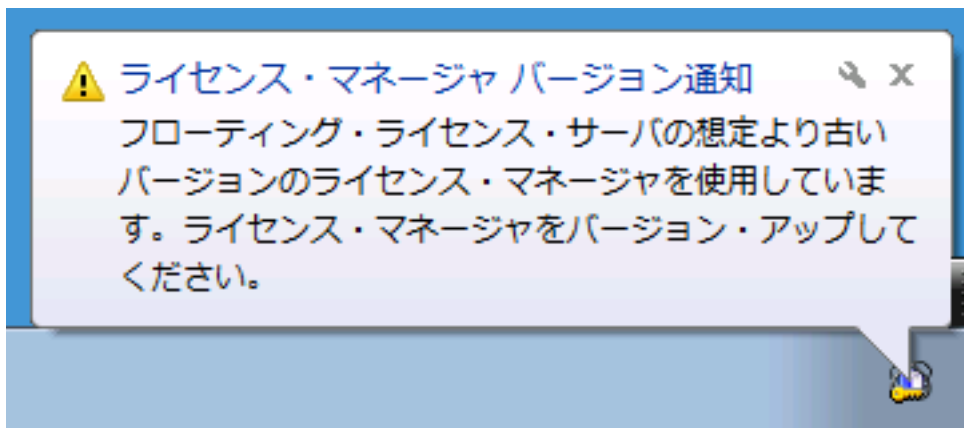 ライセンス・マネージャ バージョン通知
フローティング・ライセンス・サーバの想定より古い
バージョンのライセンス・マネージャを使用していま
す。ライセンス・マネージャをバージョン・アップして
ください。